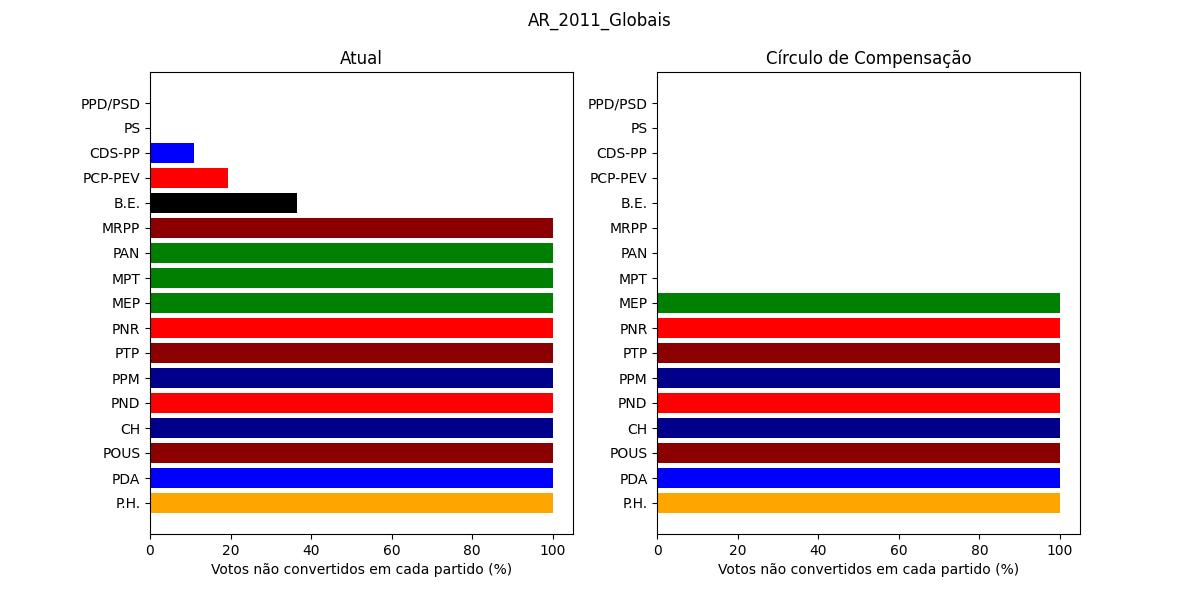 AR_2011_Globais
Atual
PPD/PSD
PS
CDS-PP
PCP-PEV
B.E.
MRPP
PAN
MPT
MEP
PNR
PTP
PPM
PND
CH
POUS
PDA
P.H.
0 20 40 60 80 100
Votos não convertidos em cada partido (%)
Círculo de Compensação
PPD/PSD
PS
CDS-PP
PCP-PEV
B.E.
MRPP
PAN
MPT
MEP
PNR
PTP
PPM
PND
CH
POUS
PDA
P.H.
0 20 40 60 80 100
Votos não convertidos em cada partido (%)